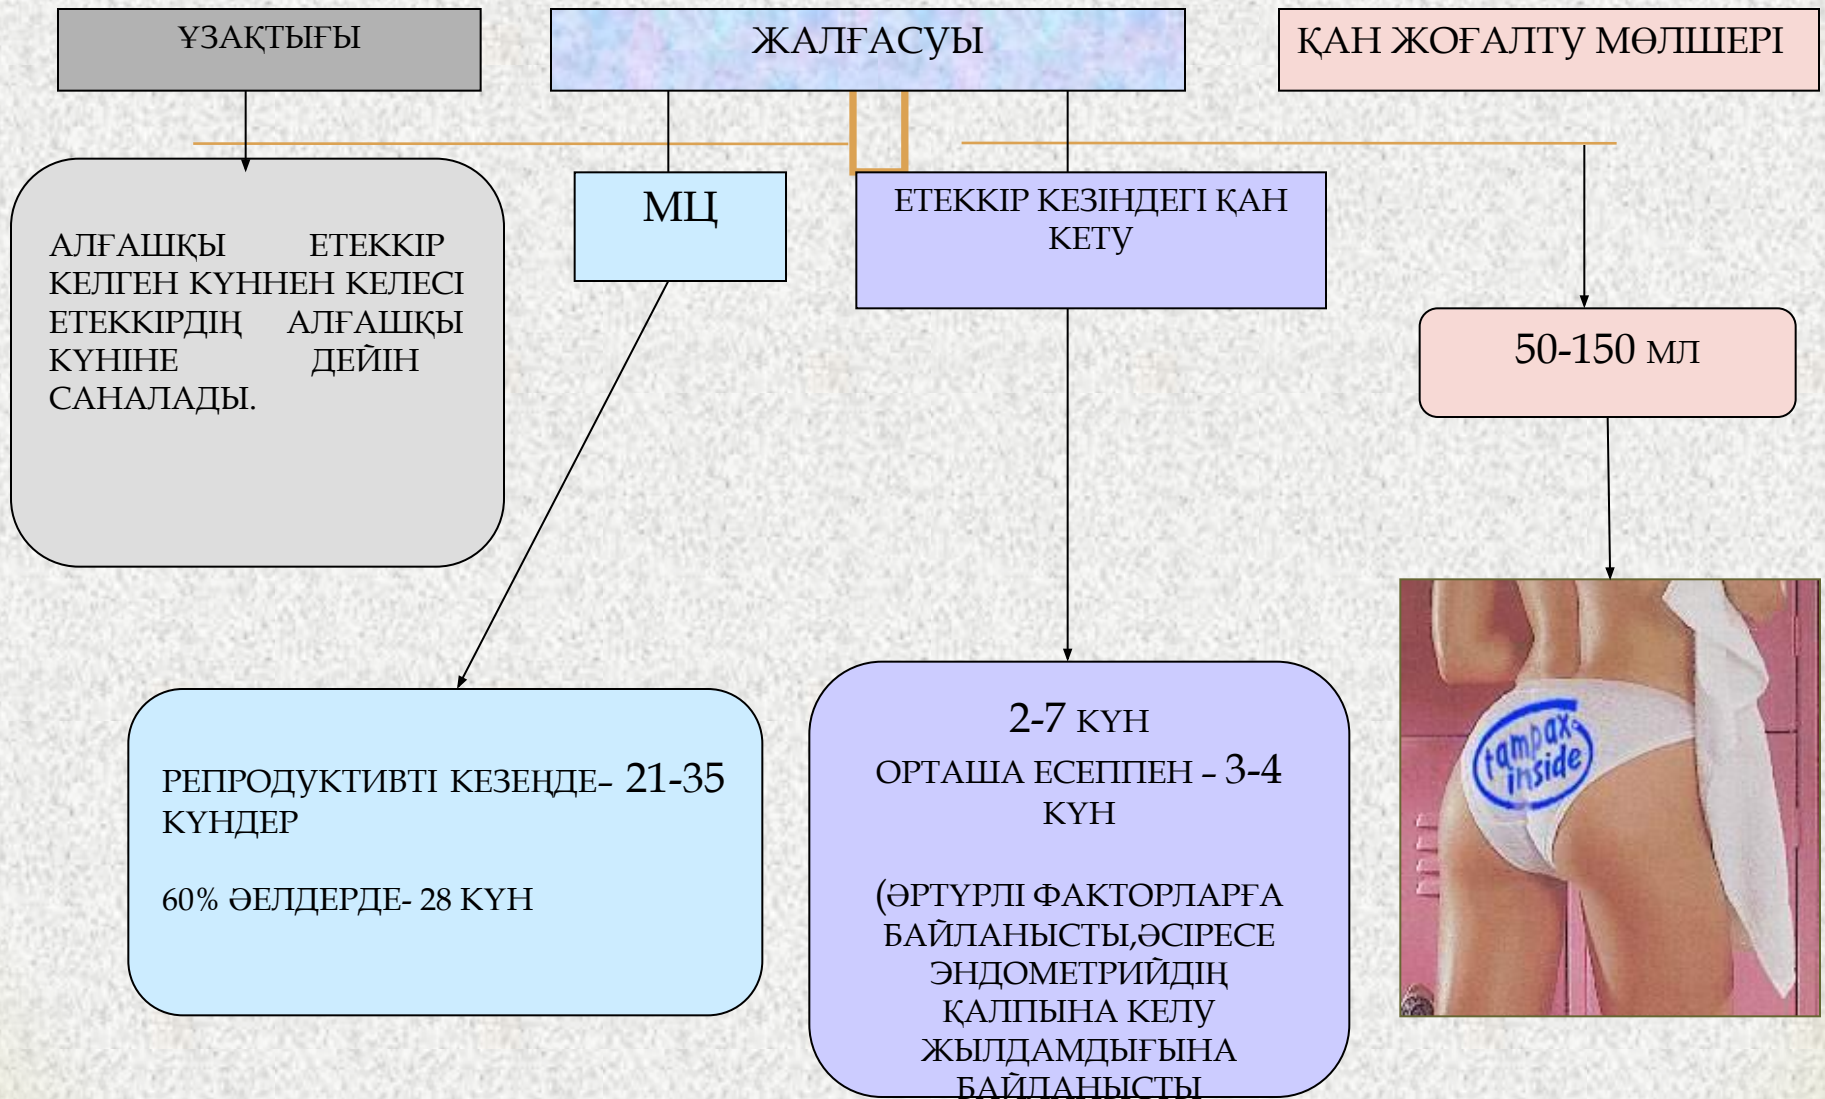 ҰЗАҚТЫҒЫ
ЖАЛҒАСУЫ
ҚАН ЖОҒАЛТУ МӨЛШЕРІ
АЛҒАШҚЫ ЕТЕККІР
КЕЛГЕН КҮННЕН КЕЛЕСІ
ЕТЕККІРДІҢ АЛҒАШҚЫ
КҮНІНЕ ДЕЙІН
САНАЛАДЫ.
МЦ
ЕТЕККІР КЕЗІНДЕГІ ҚАН
КЕТУ
50-150 МЛ
РЕПРОДУКТИВТІ КЕЗЕҢДЕ– 21-35
КҮНДЕР
60% ӘЕЛДЕРДЕ- 28 КҮН
2-7 КҮН
ОРТАША ЕСЕППЕН – 3-4
КҮН
(ӘРТҮРЛІ ФАКТОРЛАРҒА
БАЙЛАНЫСТЫ,ӘСІРЕСЕ
ЭНДОМЕТРИЙДІҢ
ҚАЛПЫНА КЕЛУ
ЖЫЛДАМДЫҒЫНА
БАЙЛАНЫСТЫ
tampax
inside